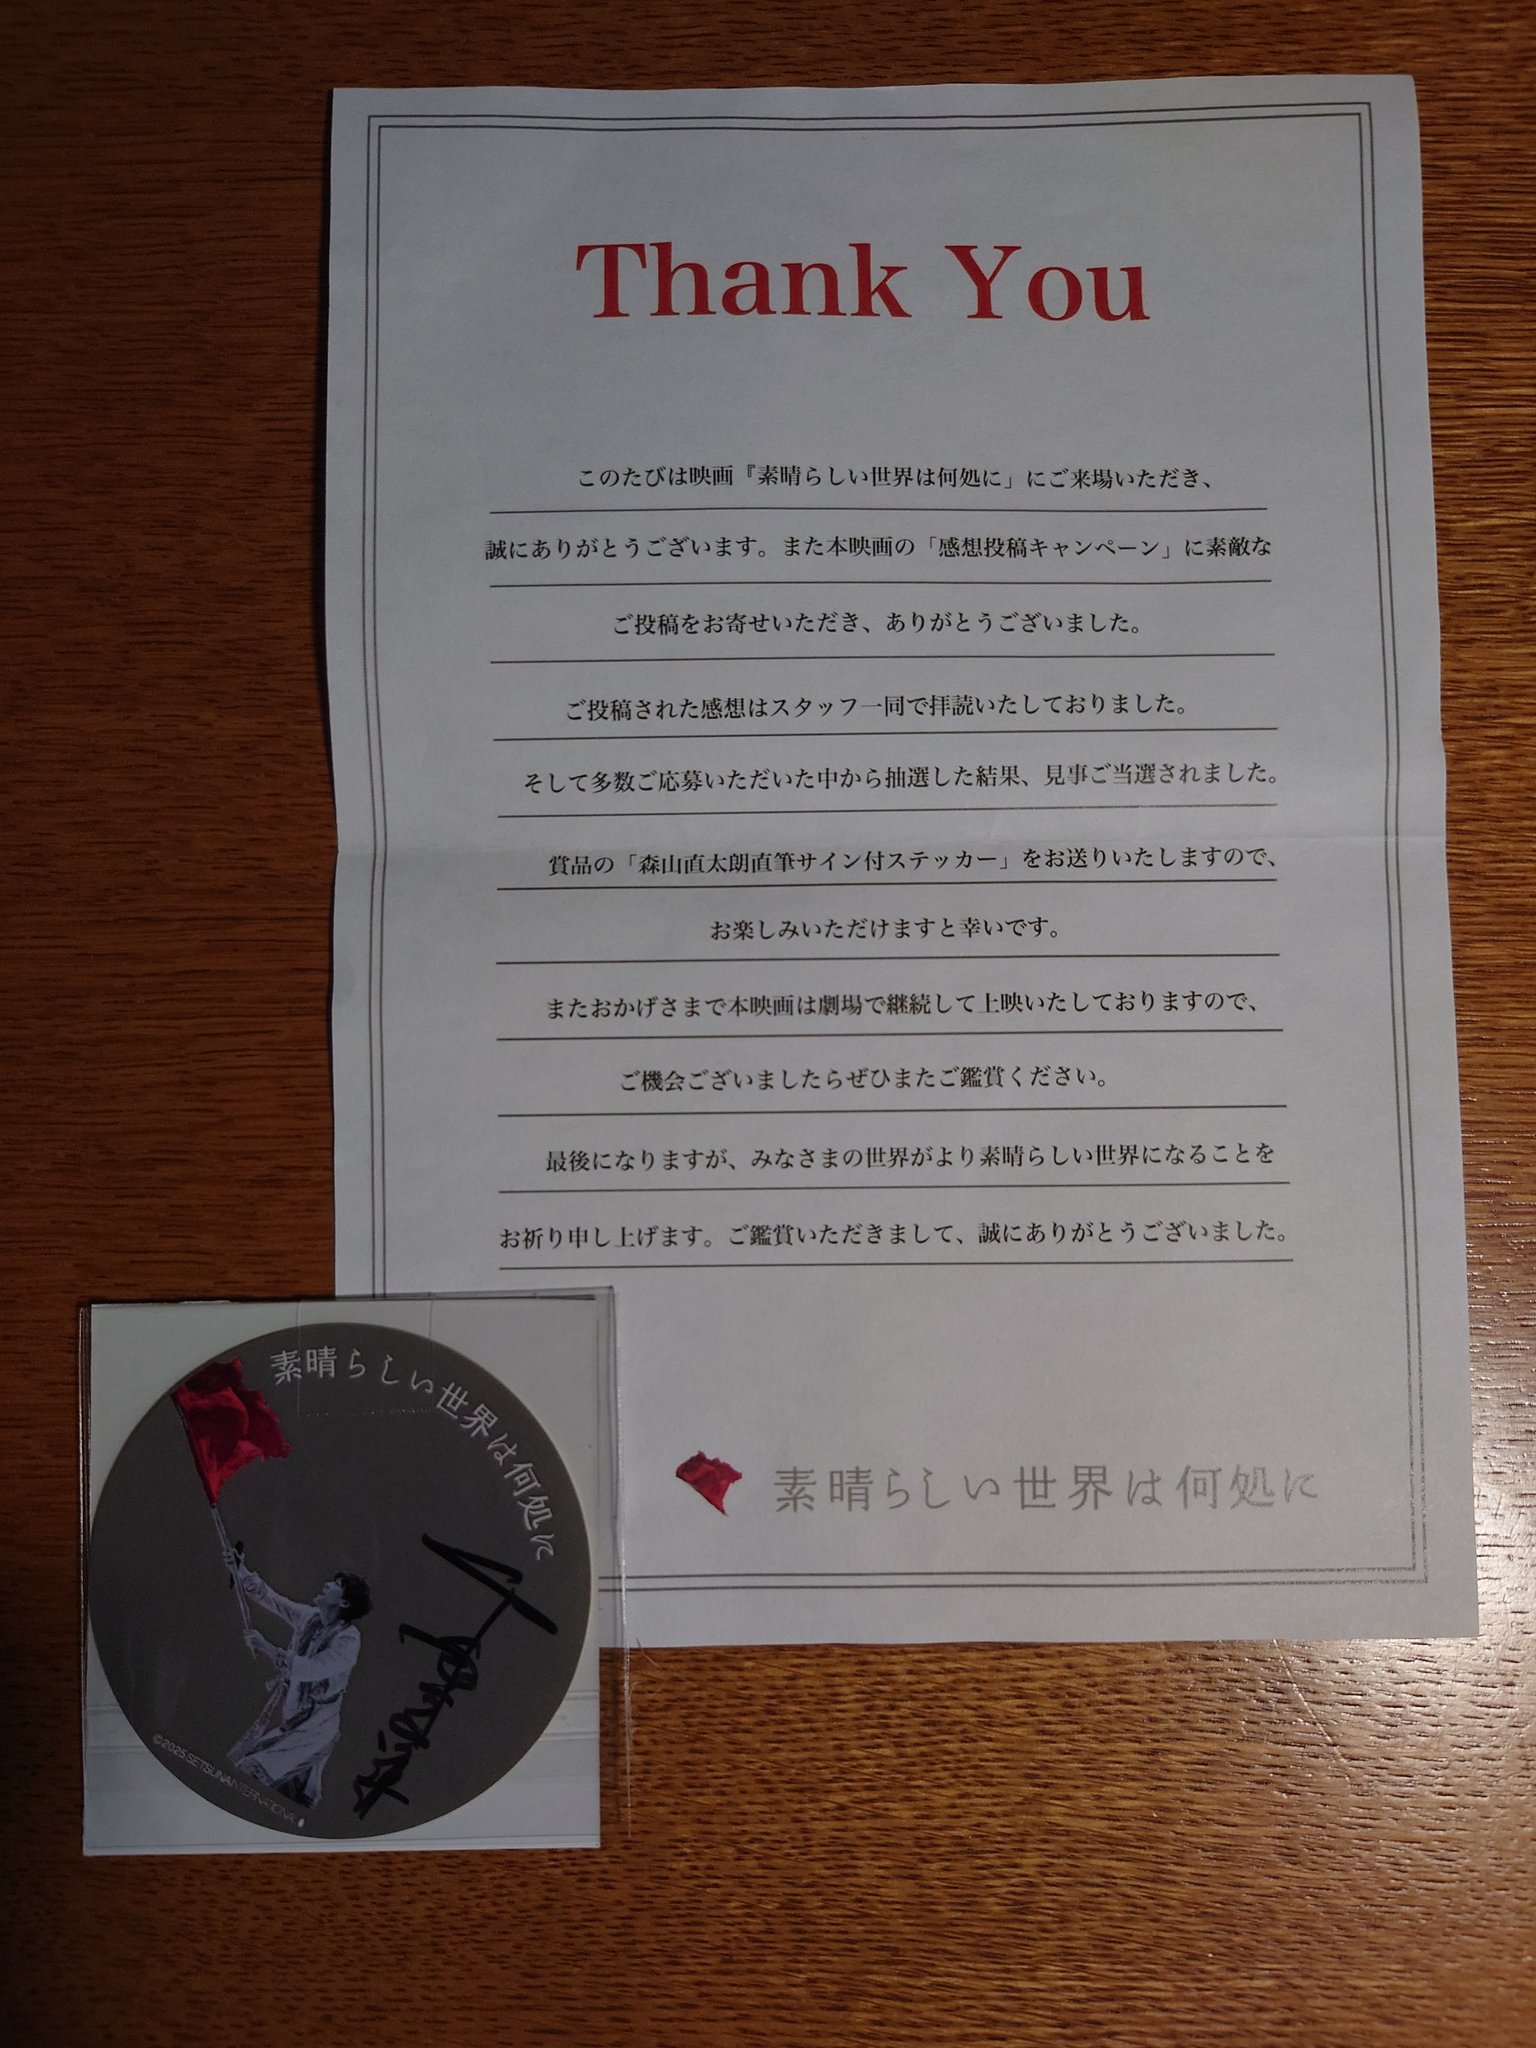 Thank You
このたびは映画『素晴らしい世界は何処に」にご来場いただき、
誠にありがとうございます。また本映画の「感想投稿キャンペーン」に素敵な
ご投稿をお寄せいただき、ありがとうございました。
ご投稿された感想はスタッフ一同で拝読いたしておりました。
そして多数ご応募いただいた中から抽選した結果、見事ご当選されました。
賞品の「森山直太朗直筆サイン付ステッカー」をお送りいたしますので、
お楽しみいただけますと幸いです。
またおかげさまで本映画は劇場で継続して上映いたしておりますので、
ご機会ございましたらぜひまたご鑑賞ください。
最後になりますが、みなさまの世界がより素晴らしい世界になることを
お祈り申し上げます。ご鑑賞いただきまして、誠にありがとうございました。
素晴らしい世界は何処に
素晴らしい世界は何処に
©2025 SETSUNA INTERNATIONAL